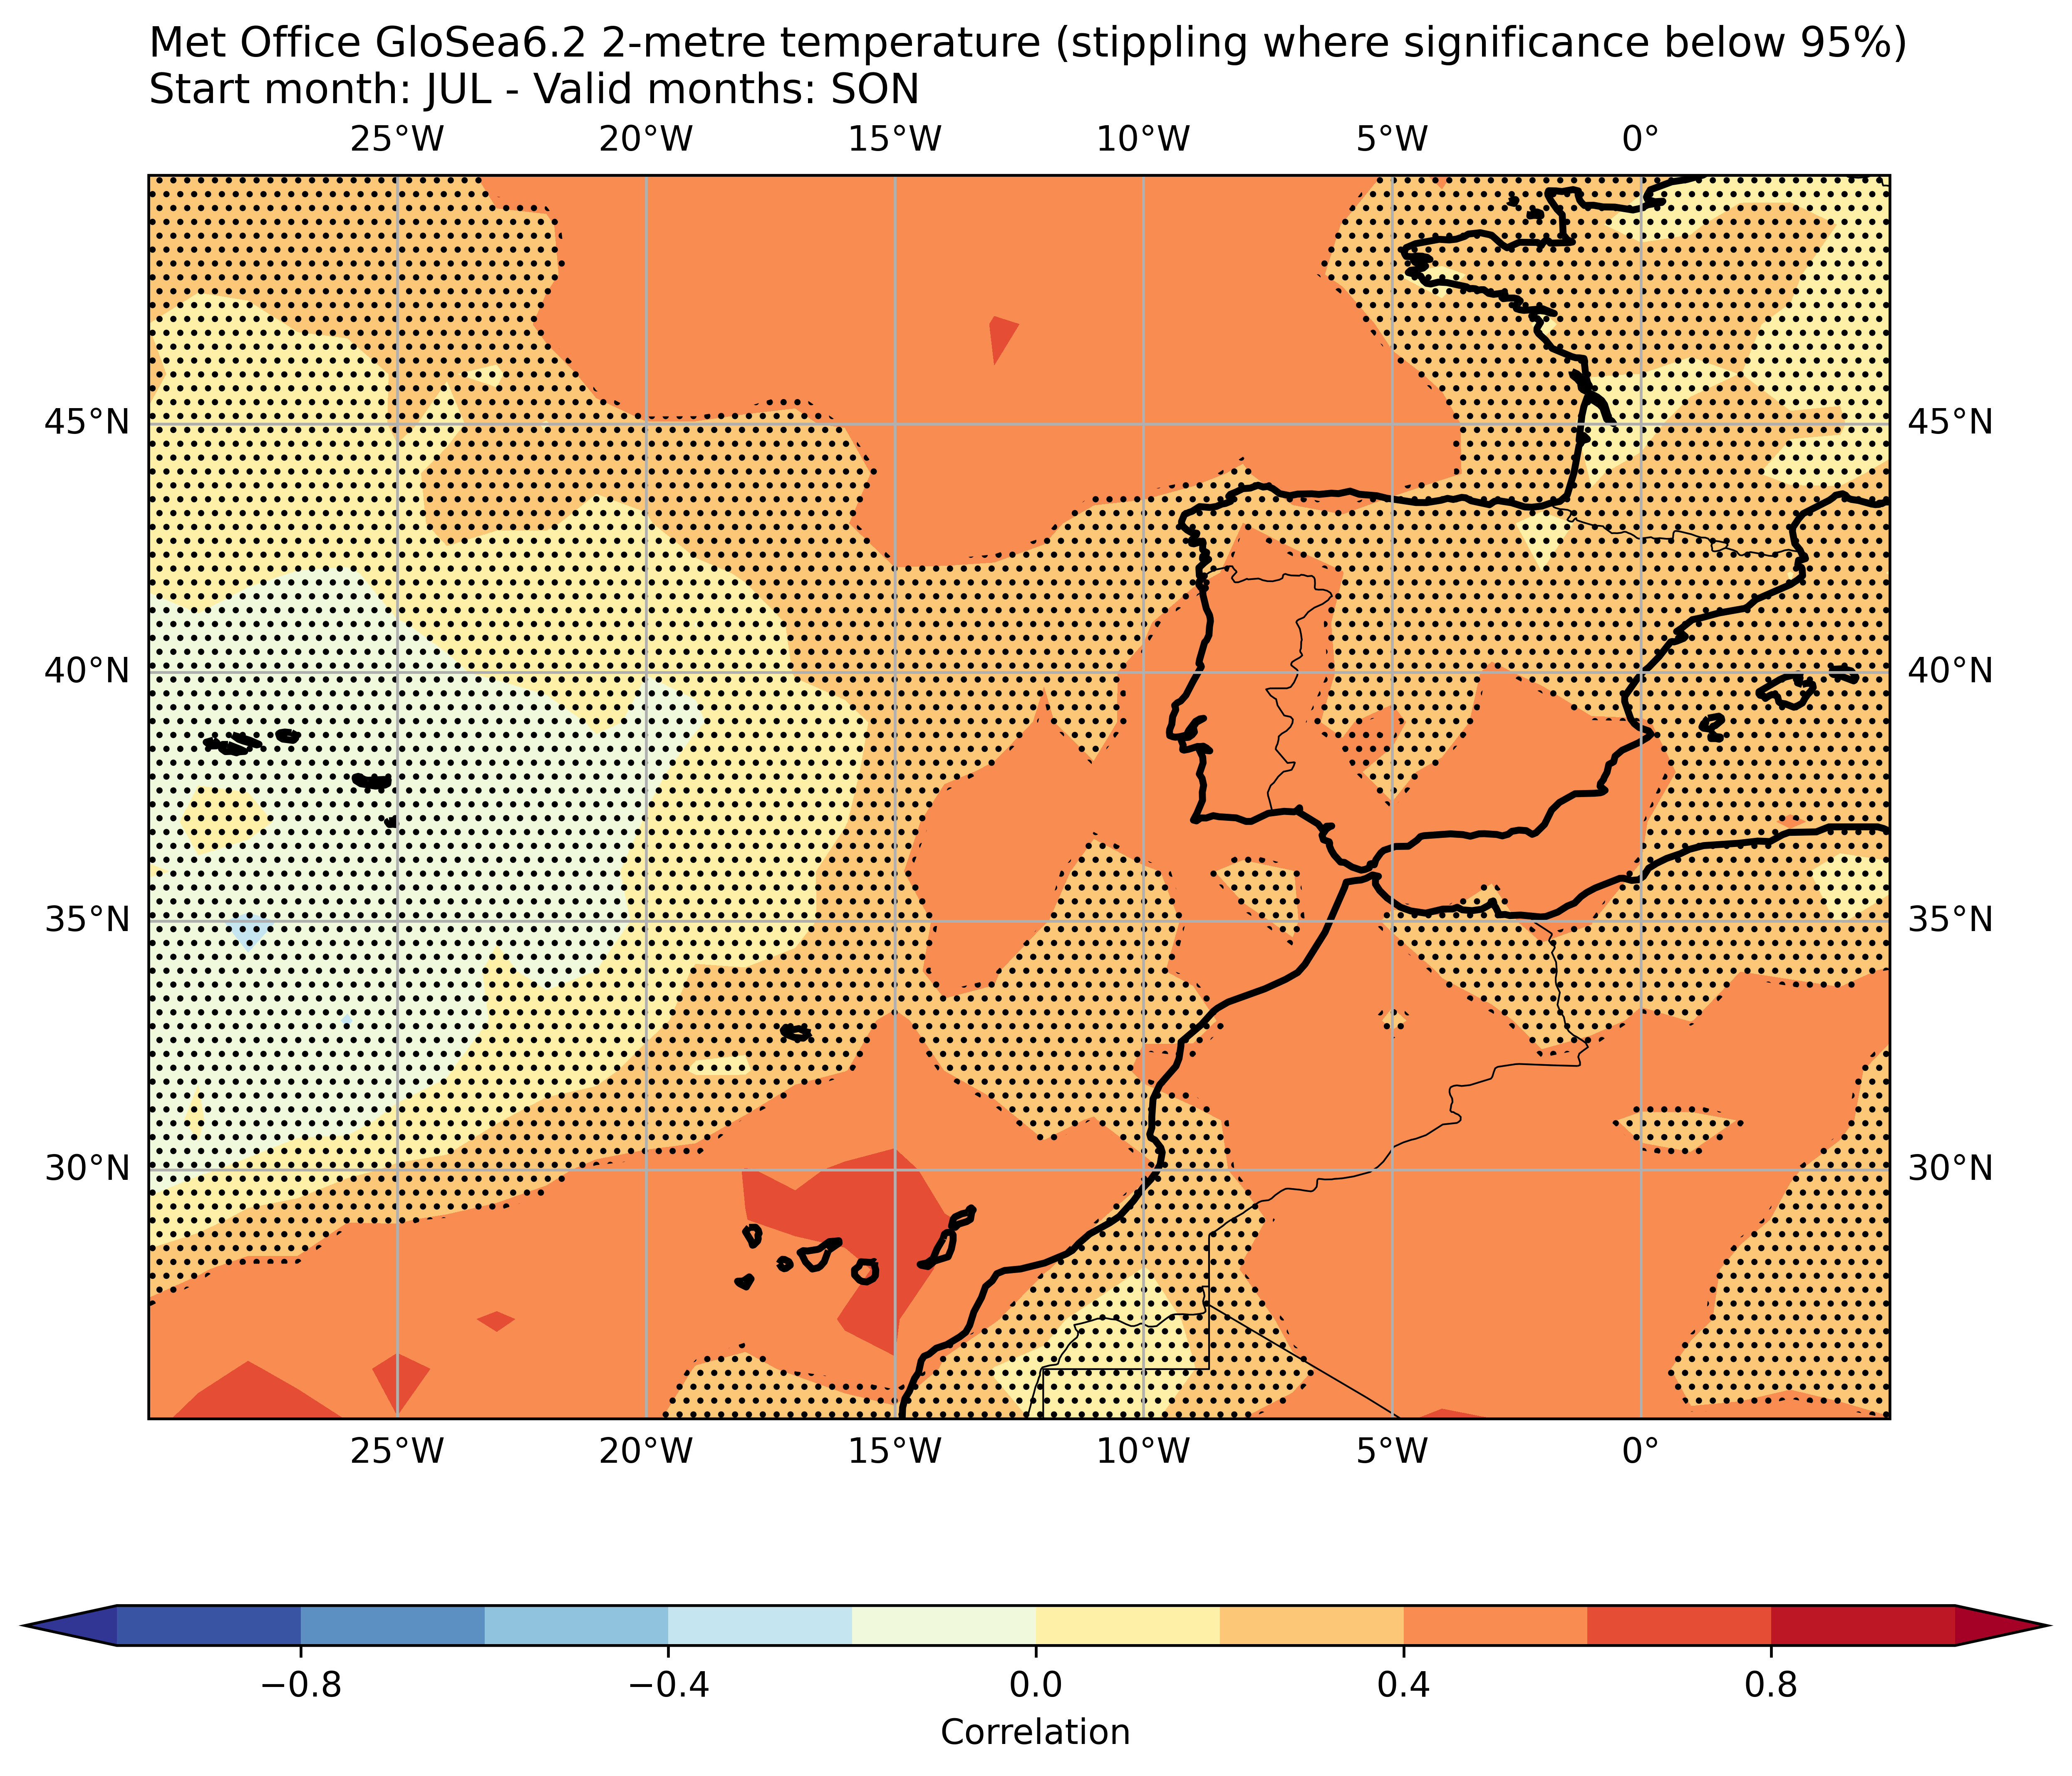 Met Office GloSea6.2 2-metre temperature (stippling where significance below 95%)
Start month: JUL - Valid months: SON
25°W 20°W 15°W 10°W 5°W 0°
45°N 45°N
40°N 40°N
35°N 35°N
30°N 30°N
25°W 20°W 15°W 10°W 5°W 0°
−0.8 −0.4 0.0 0.4 0.8
Correlation